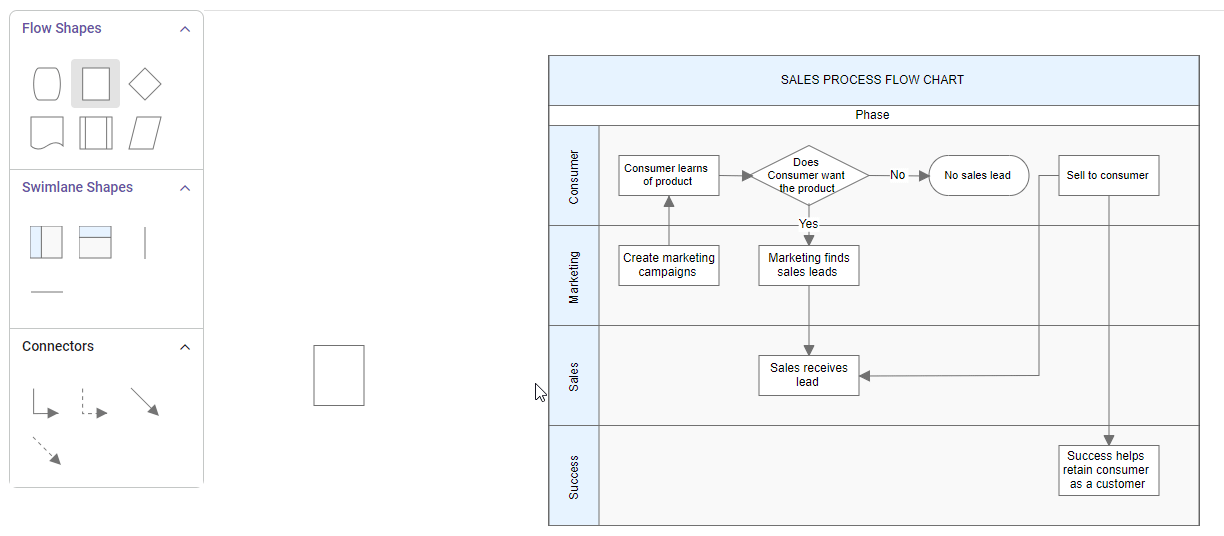 Flow Shapes
Swimlane Shapes
Connectors
SALES PROCESS FLOW CHART
Phase
Consumer
Consumer learns
of product
Does
Consumer want
the product
No
No sales lead
Sell to consumer
Yes
Marketing
Create marketing
campaigns
Marketing finds
sales leads
Sales
Sales receives
lead
Success
Success helps
retain consumer
as a customer